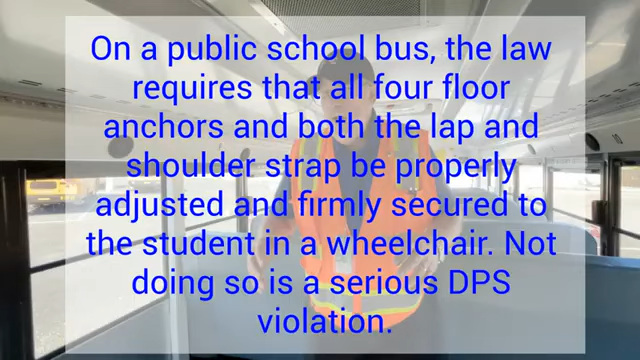 On a public school bus, the law
requires that all four floor
anchors and both the lap and
shoulder strap be properly
adjusted and firmly secured to
the student in a wheelchair. Not
doing so is a serious DPS
violation.